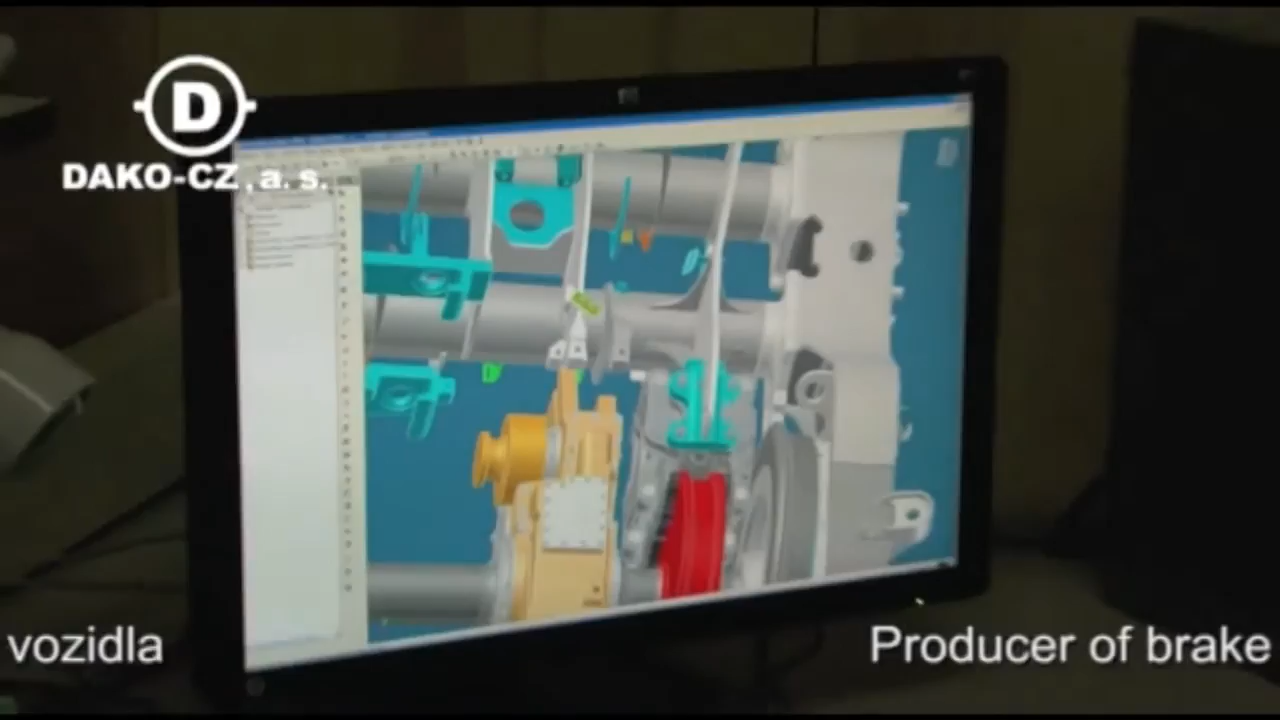 D
DAKO-CZ, a. s.
vozidla
Producer of brake